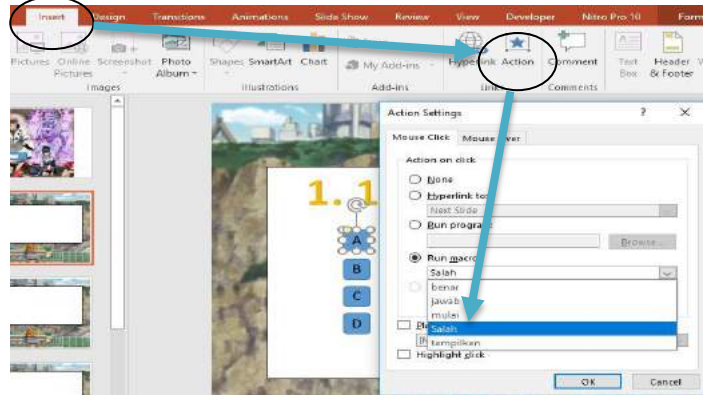 Insert Design Transitions Animations Slide Show Review View Developer Nitro Pro 10 Form
Pictures Online Pictures Screenshot Photo Album Shapes SmartArt Chart My Add-ins Hyperlink Action Comment Text Box Header & Footer
Images Illustrations Add-ins Comments
Action Settings ? ×
Mouse Click Mouse
Action on click
None
Hyperlink to:
Next Slide
Run program:
Browse...
Run macro
Salah
benar
jawab
mulai
Salah
tampilkan
Highlight click
OK Cancel
1. 1
A
B
C
D